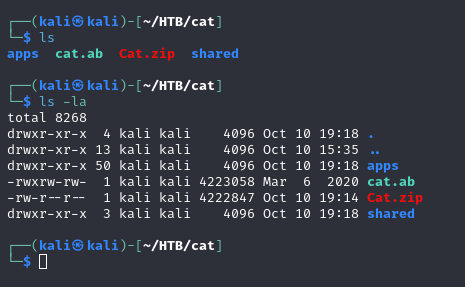 ┌──(kali㉿kali)-[~/HTB/cat]
└─$ ls
apps  cat.ab  Cat.zip  shared

┌──(kali㉿kali)-[~/HTB/cat]
└─$ ls -la
total 8268
drwxr-xr-x  4 kali kali    4096 Oct 10 19:18 .
drwxr-xr-x 13 kali kali    4096 Oct 10 15:35 ..
drwxr-xr-x 50 kali kali    4096 Oct 10 19:18 apps
-rwxrw-rw-  1 kali kali 4223058 Mar  6  2020 cat.ab
-rw-r--r--  1 kali kali 4222847 Oct 10 19:14 Cat.zip
drwxr-xr-x  3 kali kali    4096 Oct 10 19:18 shared

┌──(kali㉿kali)-[~/HTB/cat]
└─$